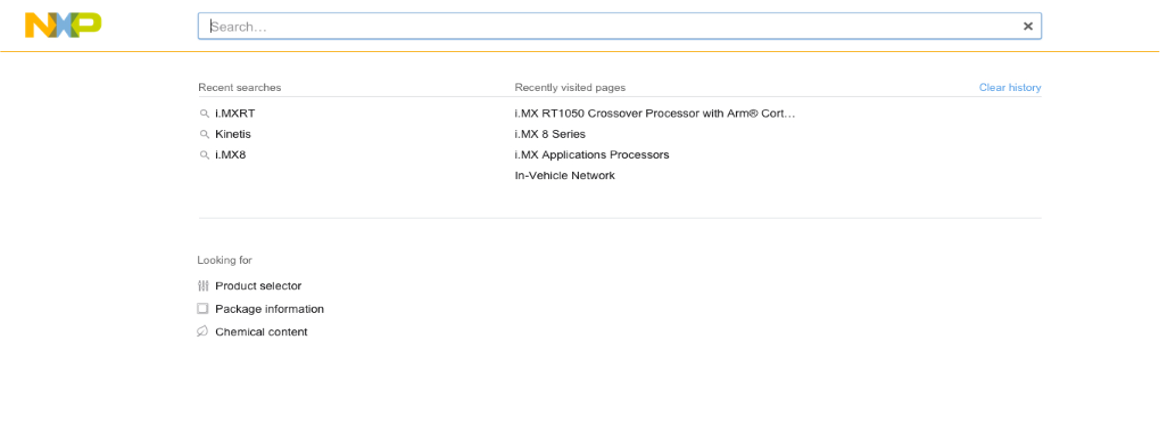 NXP
Search...
Recent searches
Recently visited pages
Clear history
i.MXRT
Kinetis
i.MX8
i.MX RT1050 Crossover Processor with Arm® Cort...
i.MX 8 Series
i.MX Applications Processors
In-Vehicle Network
Looking for
Product selector
Package information
Chemical content